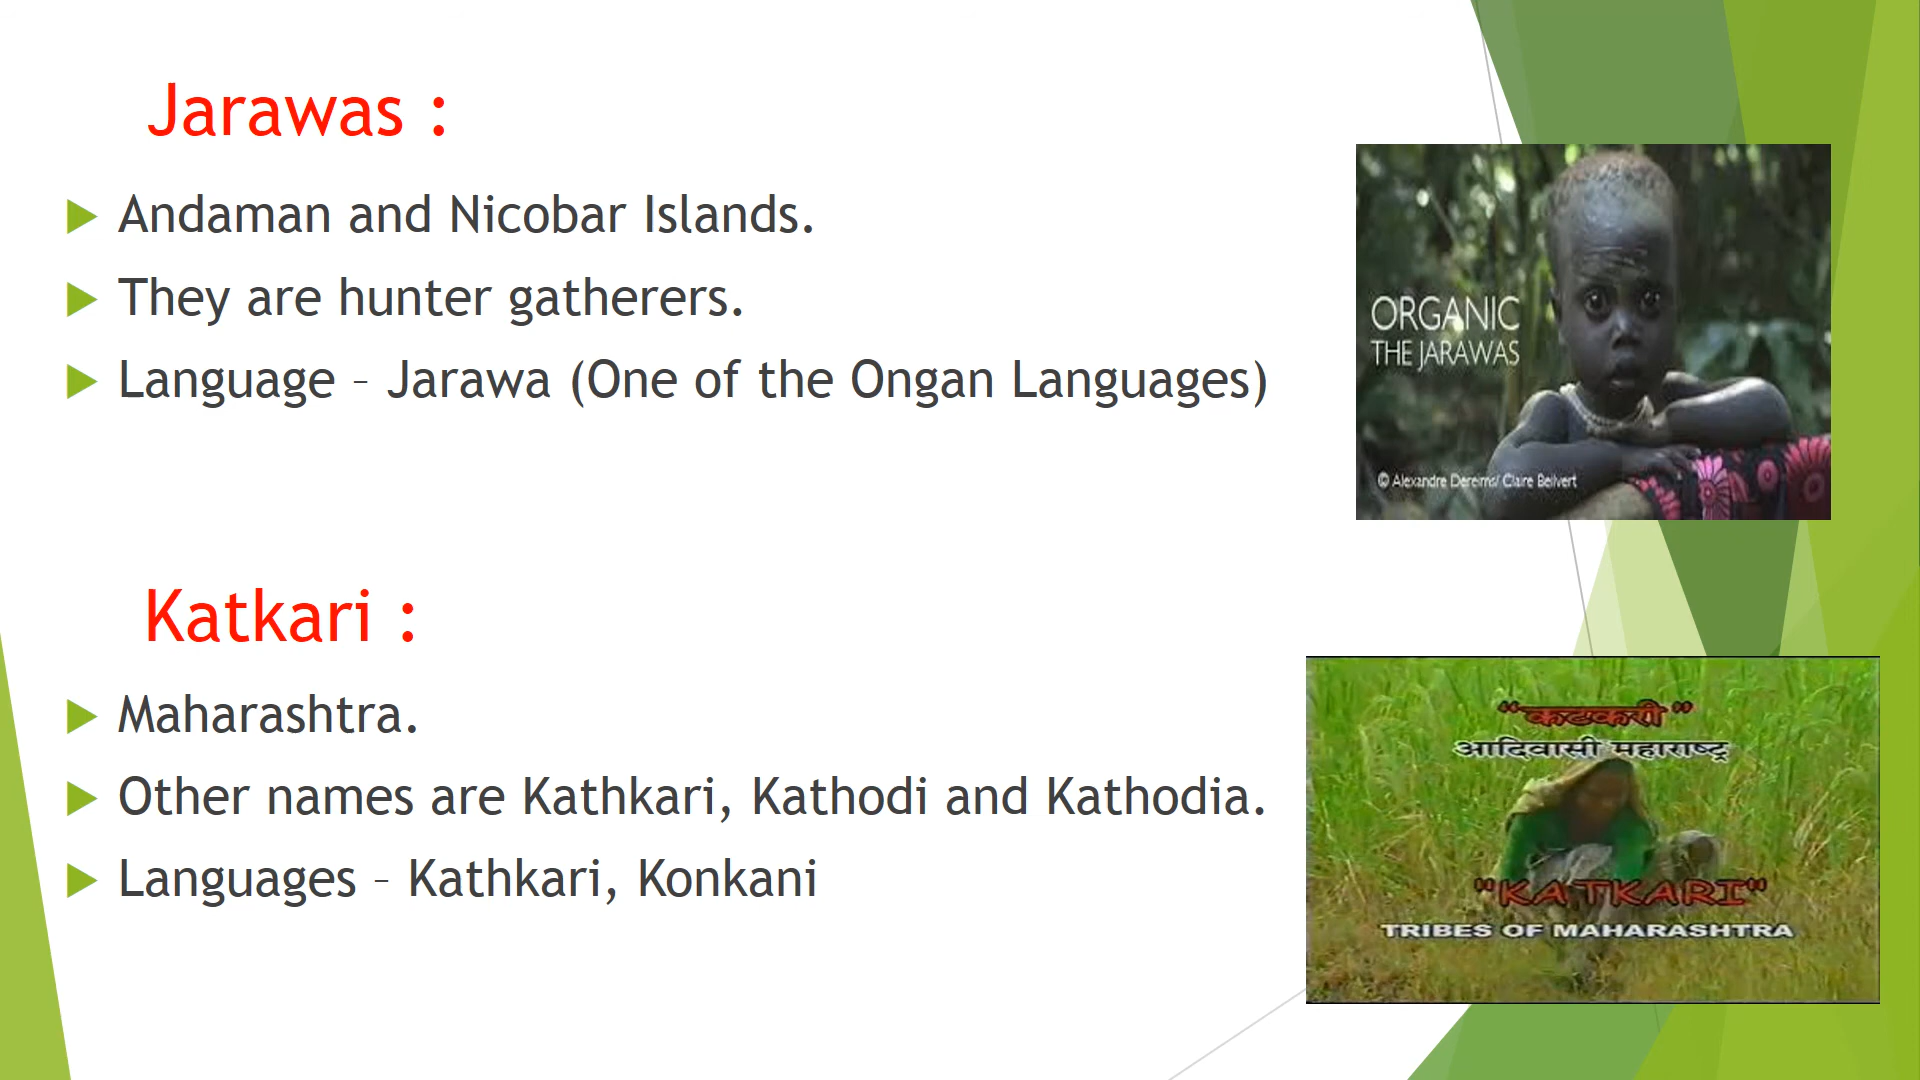 Jarawas :
Andaman and Nicobar Islands.
They are hunter gatherers.
Language – Jarawa (One of the Ongan Languages)
ORGANIC
THE JARAWAS
© Alexandre Dereims/ Claire Beilvert
Katkari :
Maharashtra.
Other names are Kathkari, Kathodi and Kathodia.
Languages – Kathkari, Konkani
“कटकरी”
आदिवासी महाराष्ट्र
"KATKARI"
TRIBES OF MAHARASHTRA